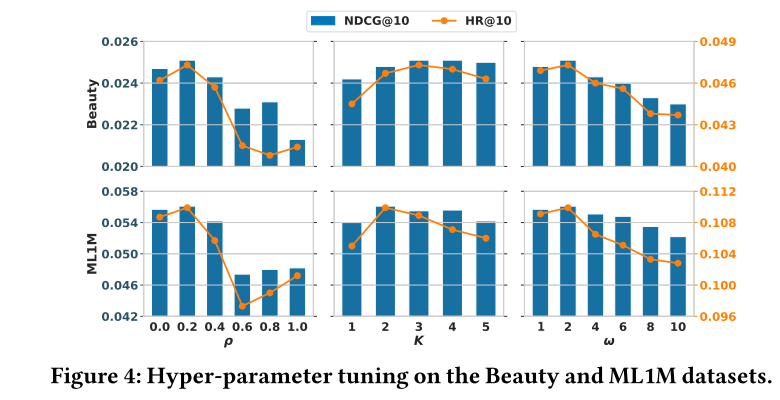 NDCG@10 HR@10
0.026 0.049
0.024 0.046
Beauty
0.022 0.043
0.020 0.040
0.058 0.112
0.054 0.108
ML1M
0.050 0.104
0.046 0.100
0.042 0.096
0.0 0.2 0.4 0.6 0.8 1.0 1 2 3 4 5 1 2 4 6 8 10
ρ K ω
Figure 4: Hyper-parameter tuning on the Beauty and ML1M datasets.